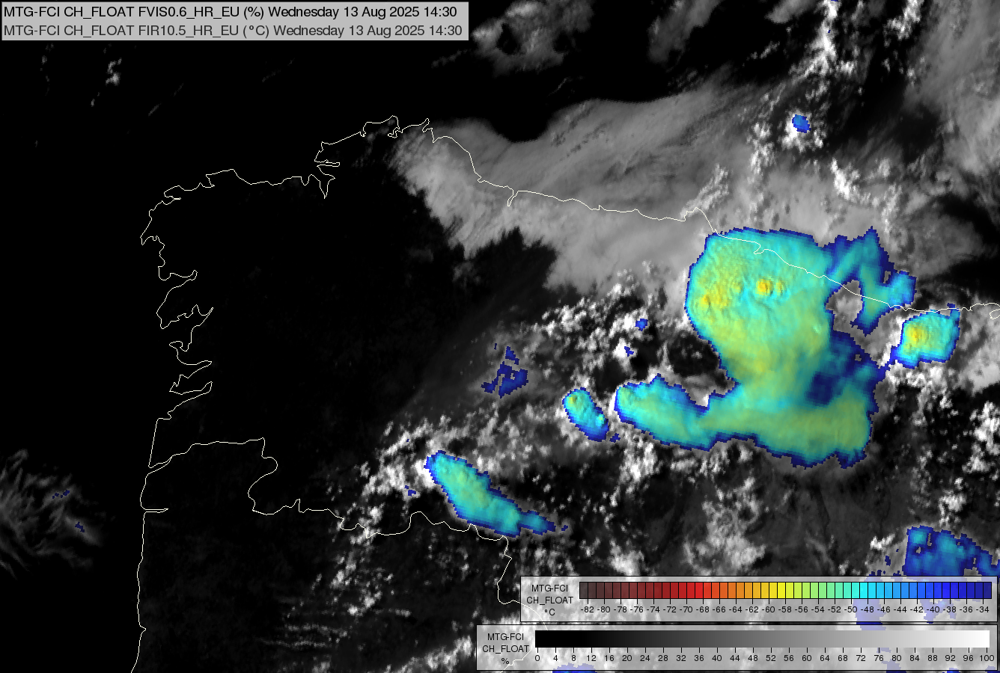 MTG-FCI CH_FLOAT FVIS0.6_HR_EU (%) Wednesday 13 Aug 2025 14:30
MTG-FCI CH_FLOAT FIR10.5_HR_EU (°C) Wednesday 13 Aug 2025 14:30
MTG-FCI
CH_FLOAT
°C
-82 -80 -78 -76 -74 -72 -70 -68 -66 -64 -62 -60 -58 -56 -54 -52 -50 -48 -46 -44 -42 -40 -38 -36 -34
MTG-FCI
CH_FLOAT
%
0 4 8 12 16 20 24 28 32 36 40 44 48 52 56 60 64 68 72 76 80 84 88 92 96 100